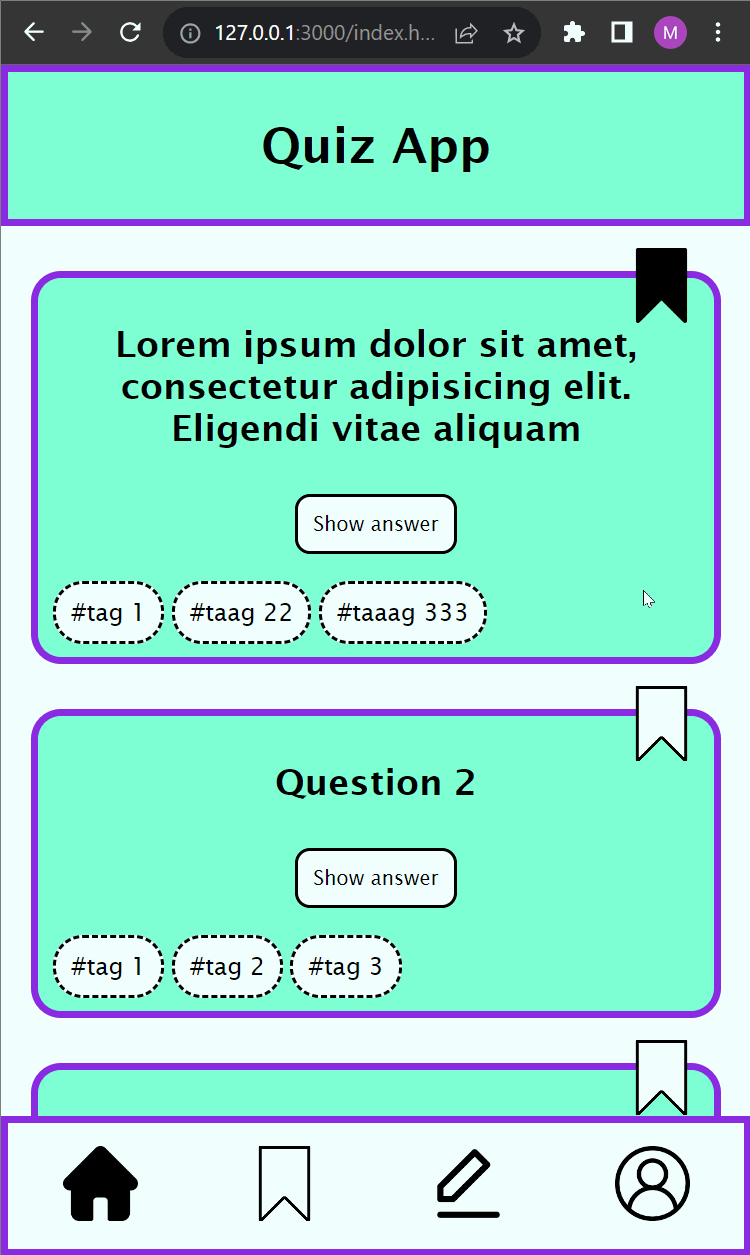 127.0.0.1:3000/index.h...
M
Quiz App
Lorem ipsum dolor sit amet,
consectetur adipisicing elit.
Eligendi vitae aliquam
Show answer
#tag 1 #taag 22 #taaag 333
Question 2
Show answer
#tag 1 #tag 2 #tag 3